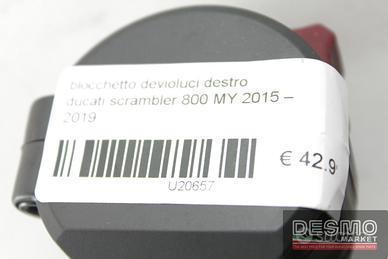 blocchetto devioluci destro
ducati scrambler 800 MY 2015 –
2019
€ 42.9
U20657
DESMO
MARKET